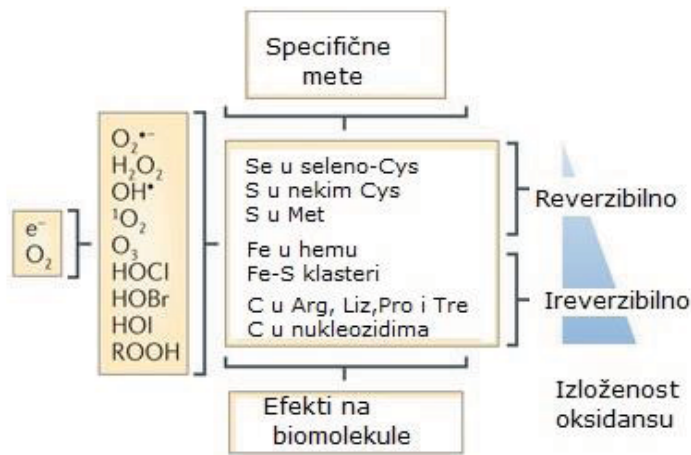 Specifične
mete
e⁻
O₂
O₂•⁻
H₂O₂
OH•
¹O₂
O₃
HOCl
HOBr
HOI
ROOH
Se u seleno-Cys
S u nekim Cys
S u Met
Fe u hemu
Fe-S klasteri
C u Arg, Liz,Pro i Tre
C u nukleozidima
Reverzibilno
Ireverzibilno
Efekti na
biomolekule
Izloženost
oksidansu